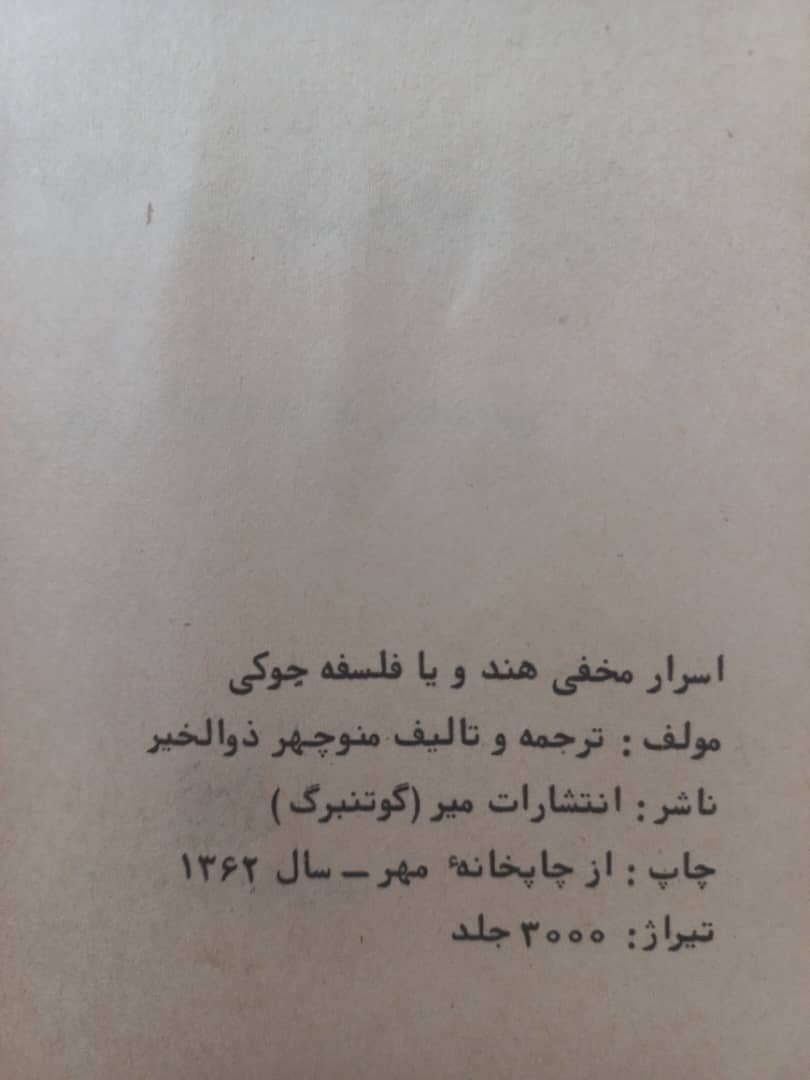 اسرار مخفی هند و یا فلسفه جوکی
مولف : ترجمه و تالیف منوچهر ذوالخیر
ناشر : انتشارات میر (گوتنبرگ )
چاپ : از چاپخانهٔ مهر ــ سال ۱۳۶۲
تیراژ : ۳۰۰۰ جلد